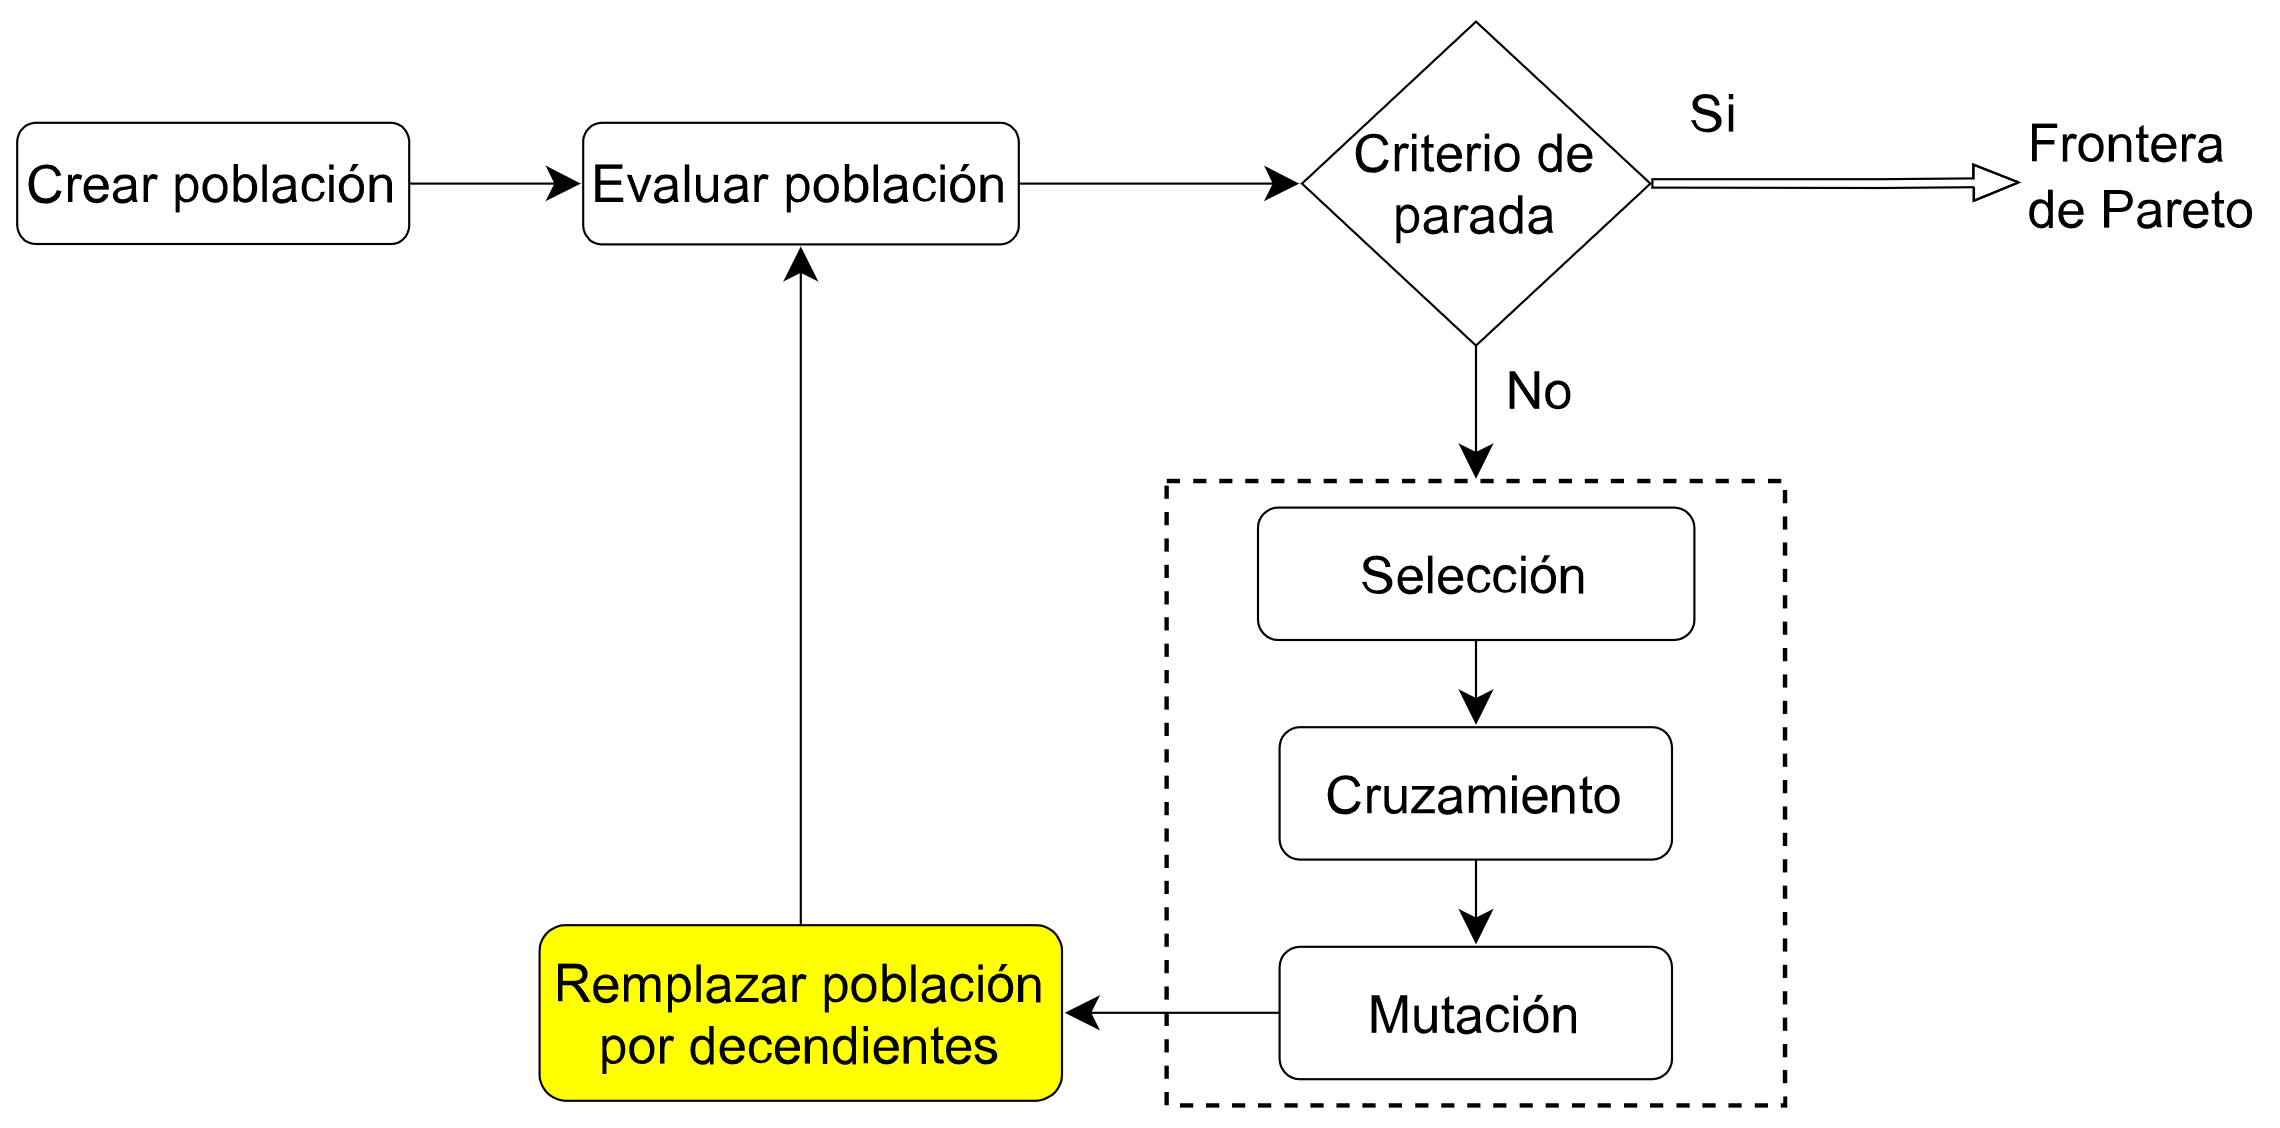 Crear población
Evaluar población
Criterio de
parada
Si
Frontera
de Pareto
No
Selección
Cruzamiento
Mutación
Remplazar población
por decendientes